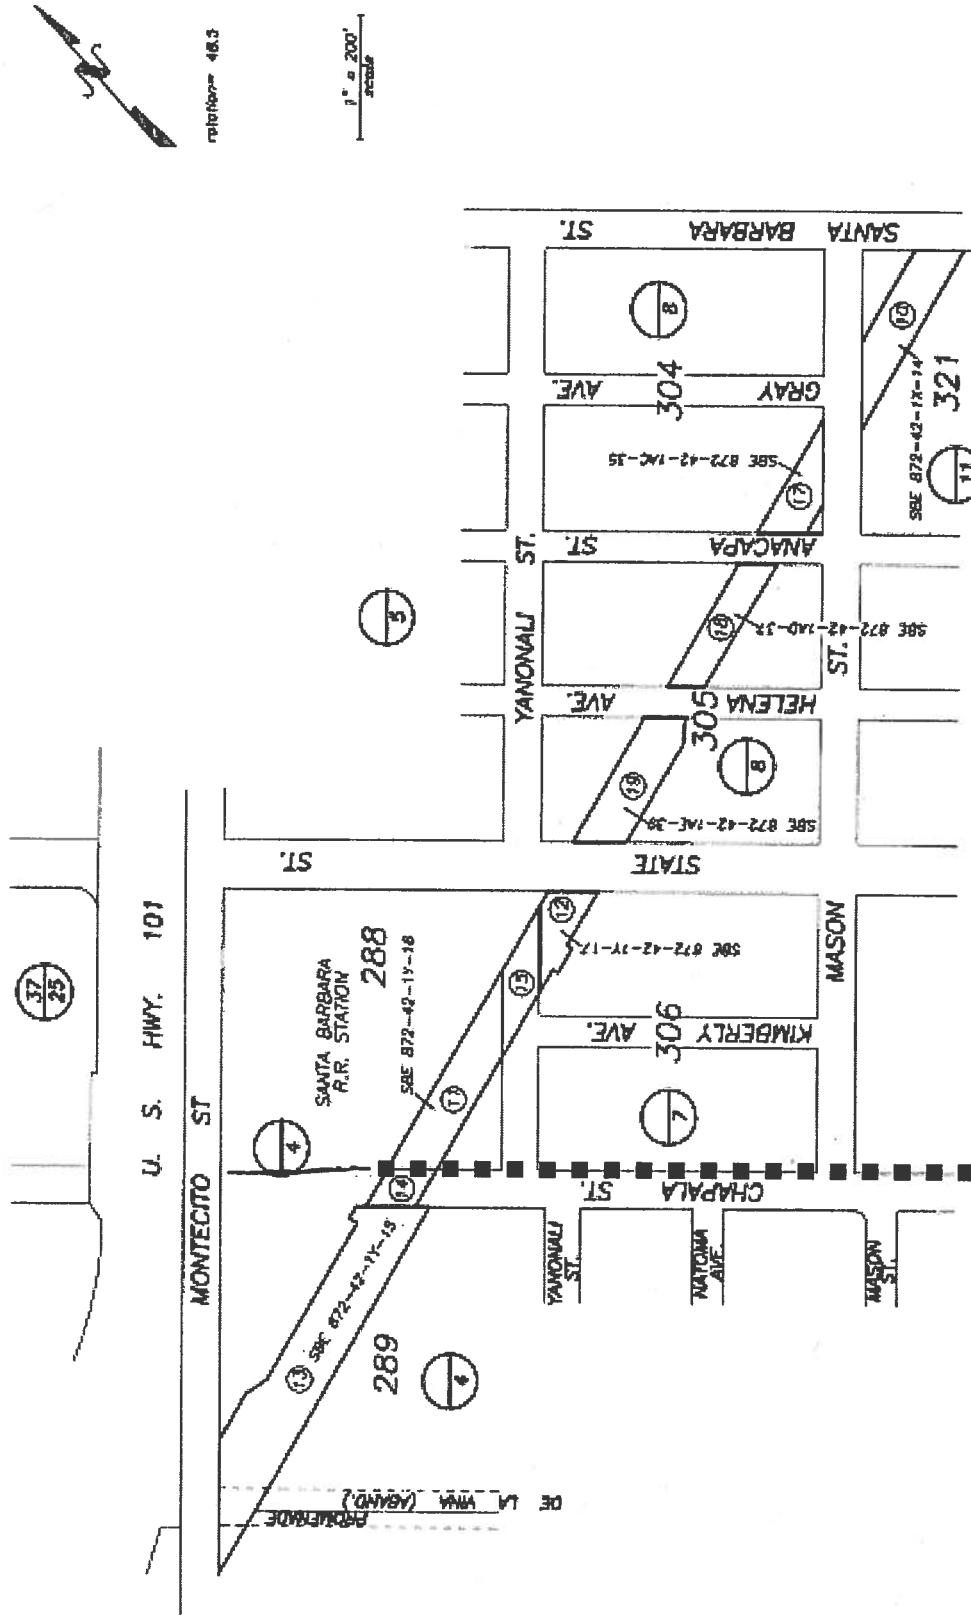 rotation= 48.5
1" = 200'
scale
SANTA BARBARA ST.
8
304
GRAY AVE.
10
SBE 872-42-1X-14
321
11
SBE 872-42-1AC-35
17
ANACAPA ST.
YANONALI ST.
5
18
SBE 872-42-1AD-37
ST.
HELENA AVE.
305
8
19
SBE 872-42-1AE-39
STATE ST.
U. S. HWY. 101
37
25
288
SANTA BARBARA
R.R. STATION
SBE 872-42-1Y-16
12
SBE 872-42-1Y-17
15
MASON
KIMBERLY AVE.
306
11
7
4
MONTECITO ST
14
CHAPALA ST.
YANONALI
ST.
NATOMA
AVE.
MASON
ST.
13
SBE 872-42-1Y-15
289
4
DE LA VINA (ABAND.)
PROMENADE